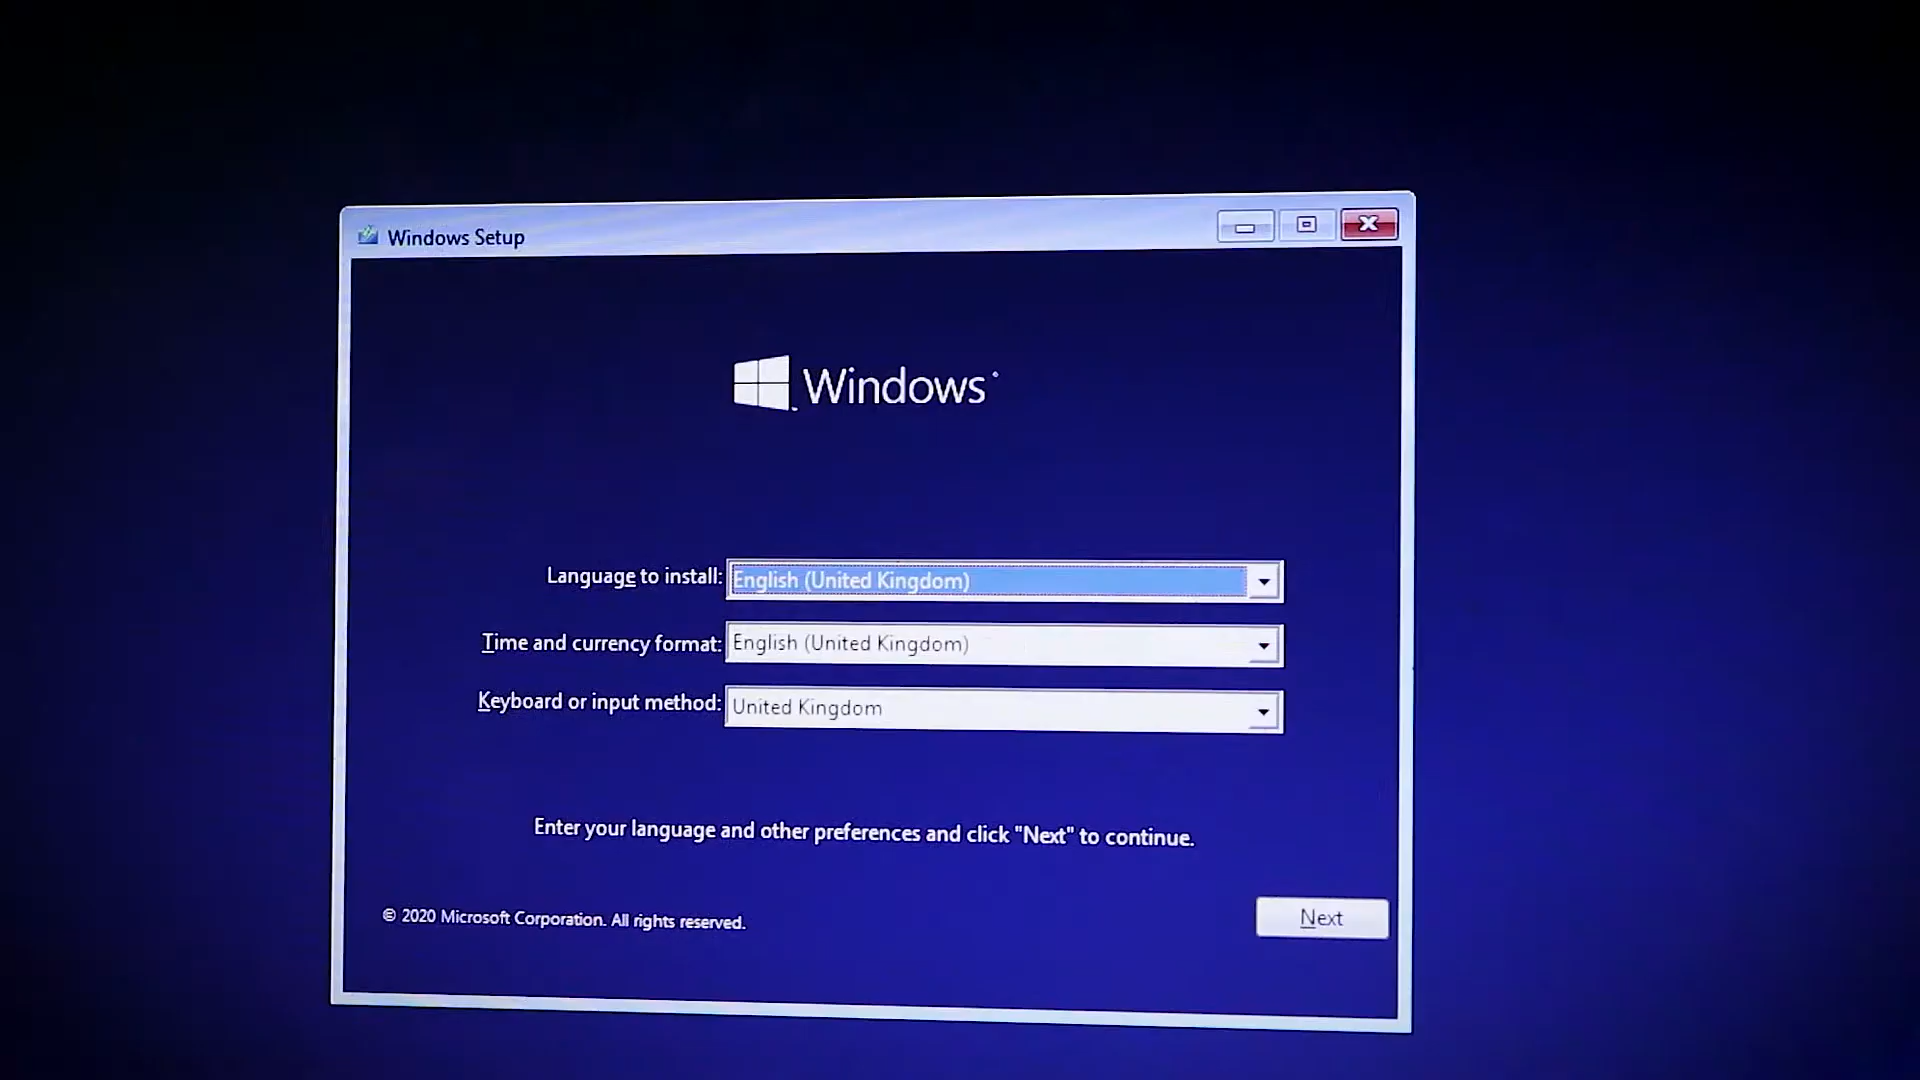 Windows Setup
Windows
Language to install: English (United Kingdom)
Time and currency format: English (United Kingdom)
Keyboard or input method: United Kingdom
Enter your language and other preferences and click "Next" to continue.
© 2020 Microsoft Corporation. All rights reserved.
Next